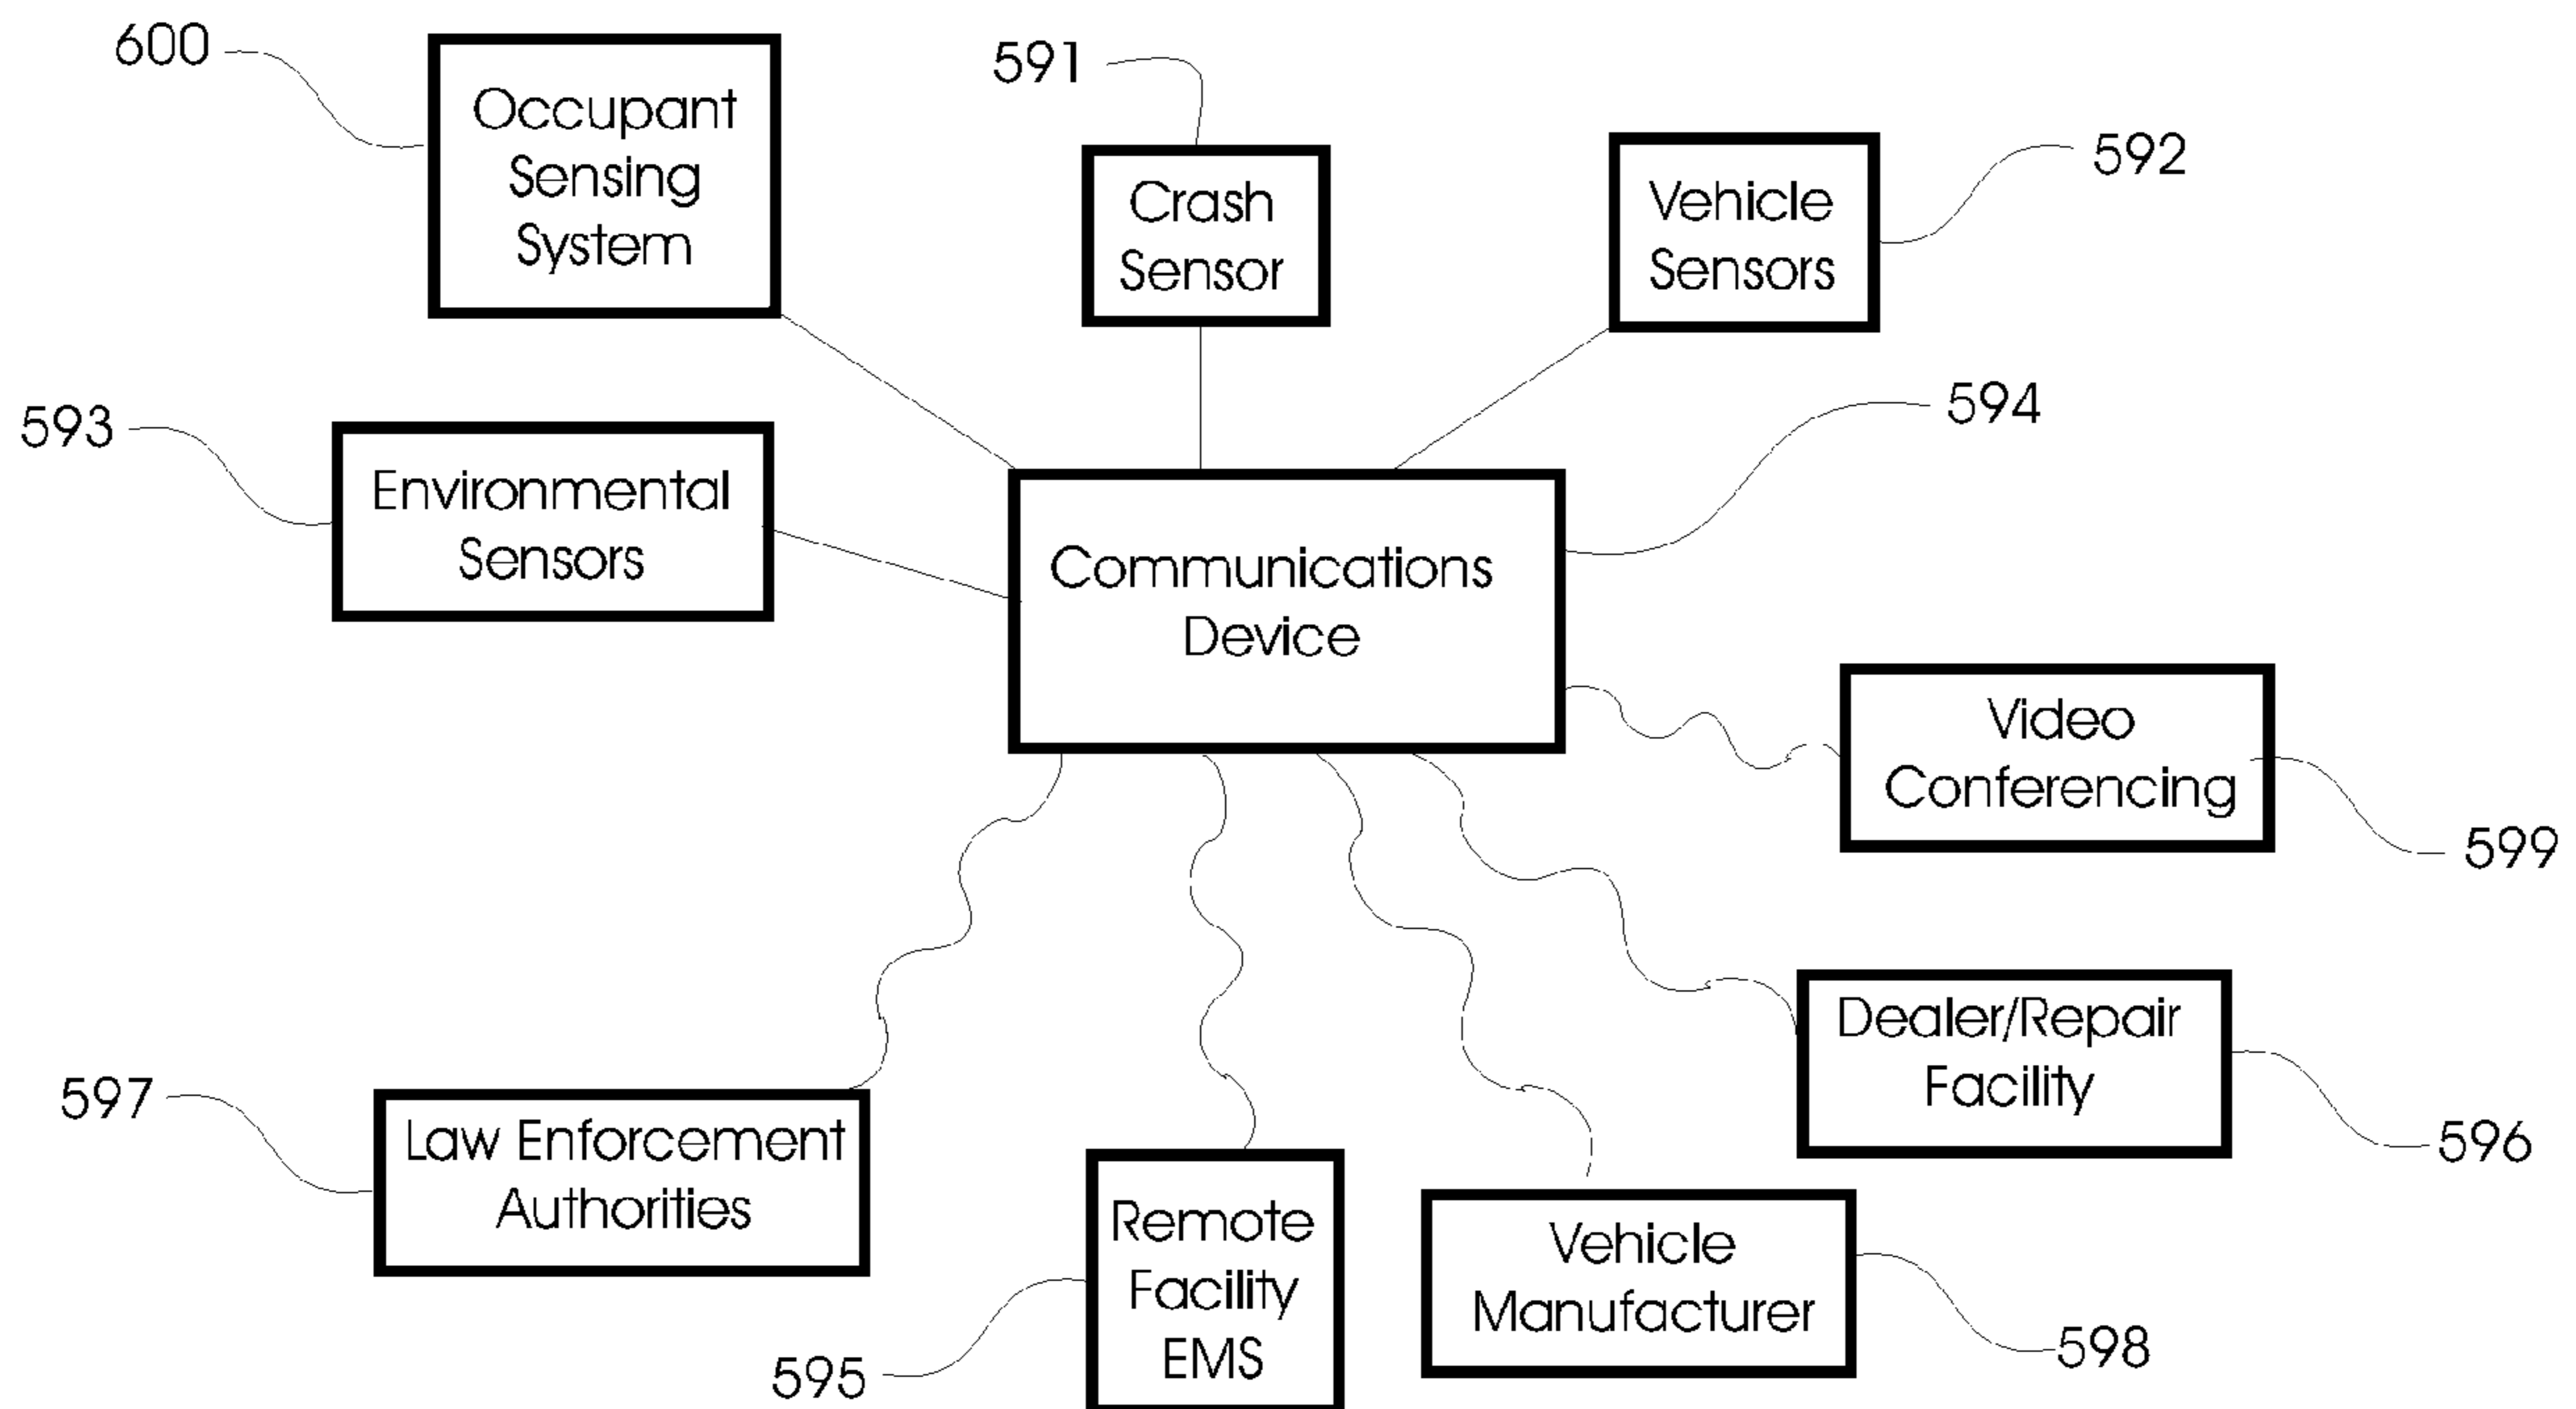 600
Occupant
Sensing
System
591
Crash
Sensor
Vehicle
Sensors
592
593
Environmental
Sensors
594
Communications
Device
Video
Conferencing
599
Dealer/Repair
Facility
596
597
Law Enforcement
Authorities
Remote
Facility
EMS
595
Vehicle
Manufacturer
598